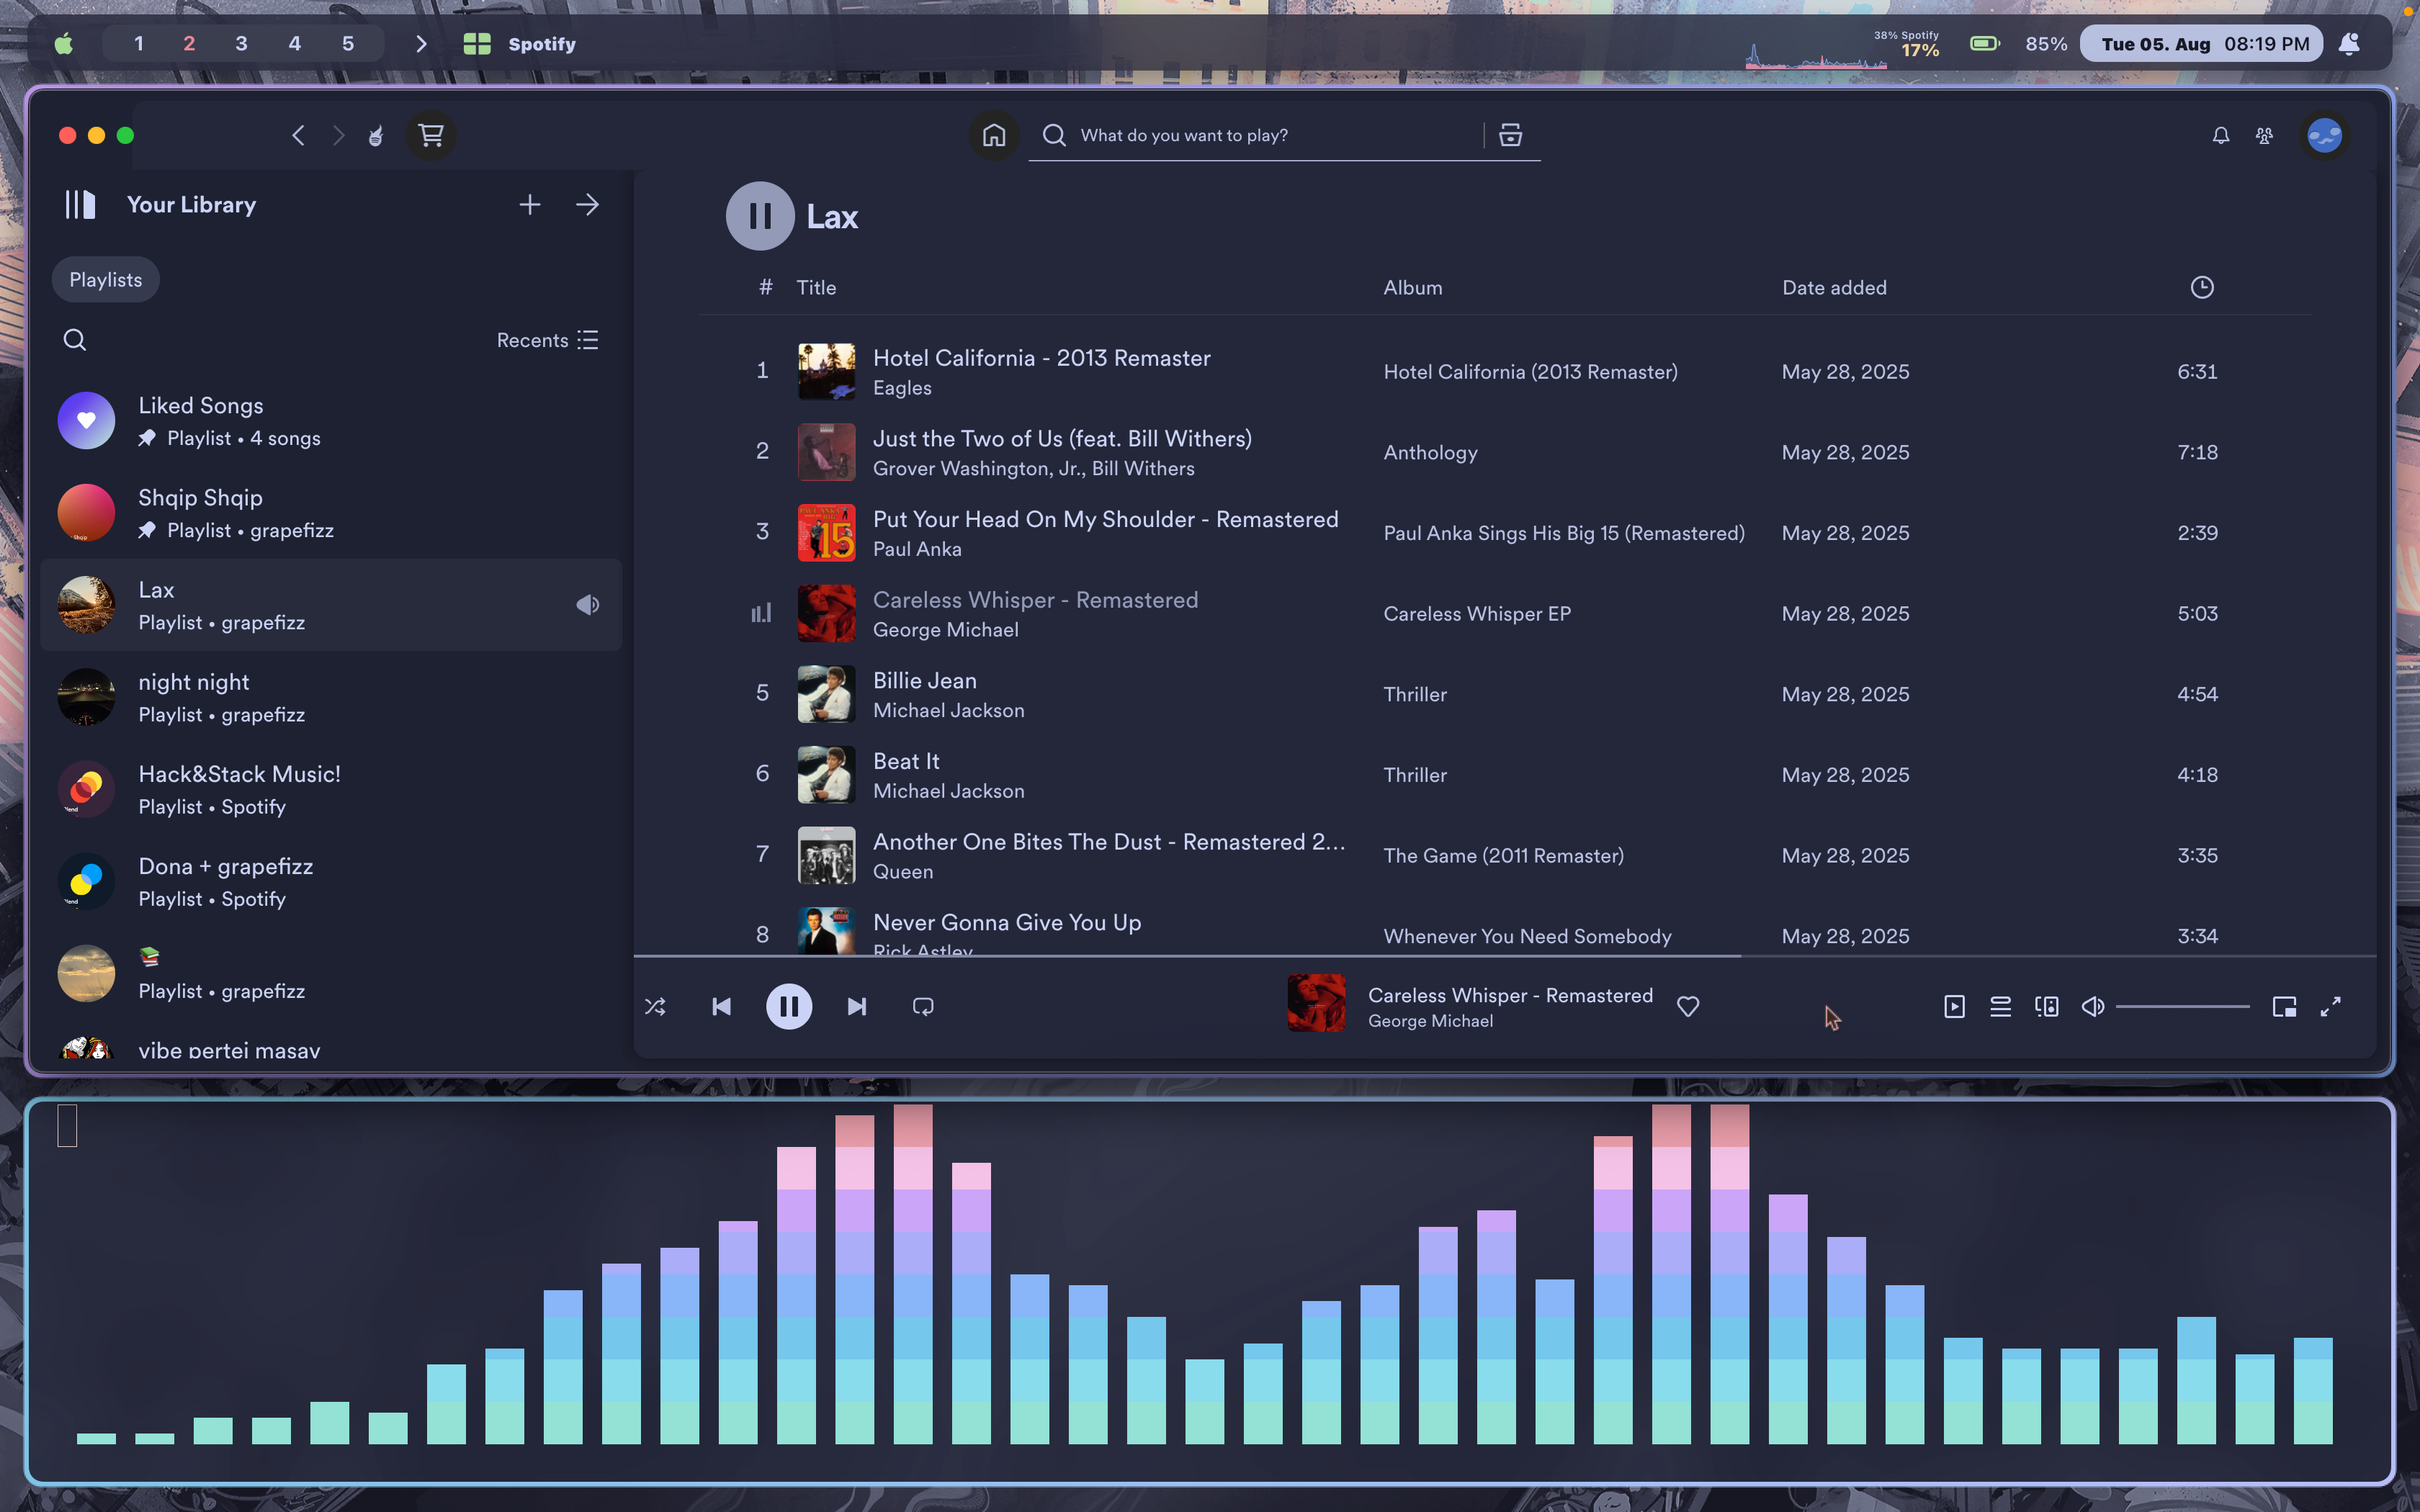 1 2 3 4 5 Spotify
38% Spotify
17%
85%
Tue 05. Aug 08:19 PM
What do you want to play?
Your Library
Playlists
Recents
Liked Songs
Playlist • 4 songs
Shqip Shqip
Playlist • grapefizz
Lax
Playlist • grapefizz
night night
Playlist • grapefizz
Hack&Stack Music!
Playlist • Spotify
Dona + grapefizz
Playlist • Spotify
📚
Playlist • grapefizz
vibe pertei masav
Lax
# Title Album Date added
1 Hotel California - 2013 Remaster
Eagles
Hotel California (2013 Remaster) May 28, 2025 6:31
2 Just the Two of Us (feat. Bill Withers)
Grover Washington, Jr., Bill Withers
Anthology May 28, 2025 7:18
3 Put Your Head On My Shoulder - Remastered
Paul Anka
Paul Anka Sings His Big 15 (Remastered) May 28, 2025 2:39
Careless Whisper - Remastered
George Michael
Careless Whisper EP May 28, 2025 5:03
5 Billie Jean
Michael Jackson
Thriller May 28, 2025 4:54
6 Beat It
Michael Jackson
Thriller May 28, 2025 4:18
7 Another One Bites The Dust - Remastered 2...
Queen
The Game (2011 Remaster) May 28, 2025 3:35
8 Never Gonna Give You Up
Rick Astley
Whenever You Need Somebody May 28, 2025 3:34
Careless Whisper - Remastered
George Michael